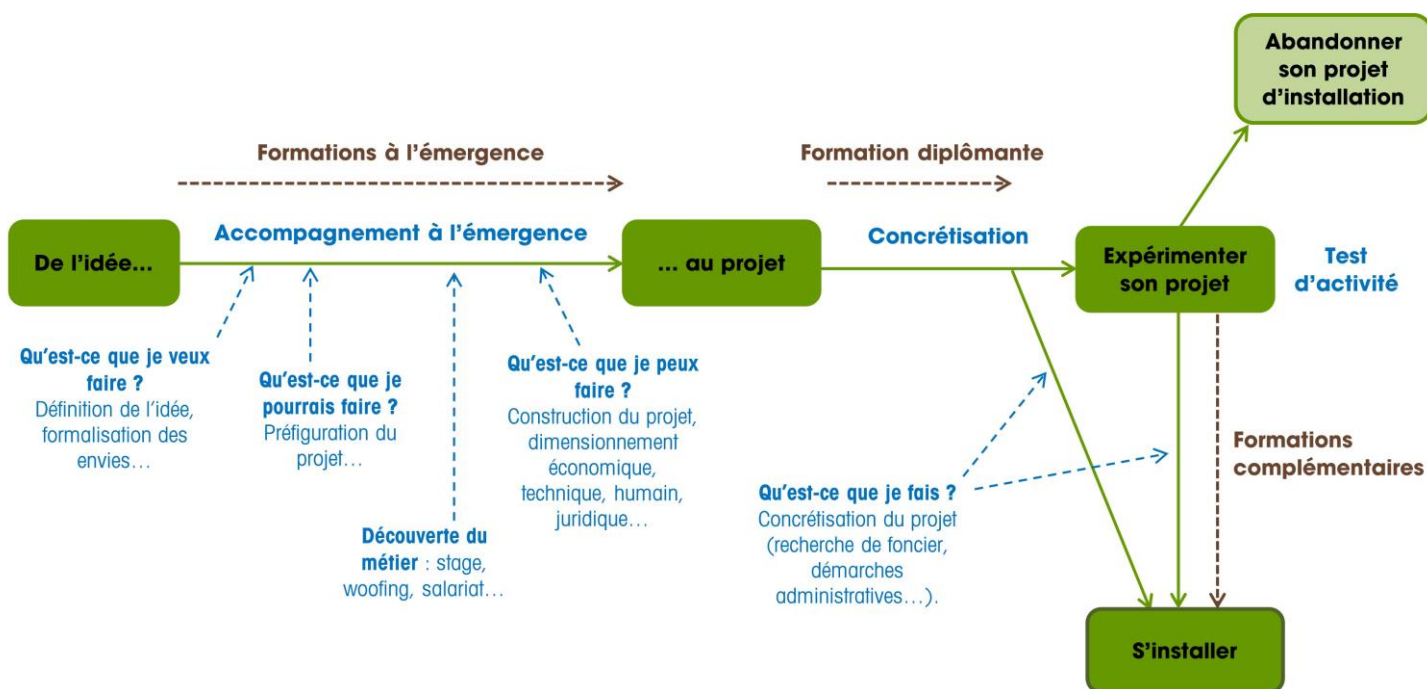 Abandonner
son projet
d’installation
Formations à l’émergence
Formation diplômante
De l’idée...
Accompagnement à l’émergence
... au projet
Concrétisation
Expérimenter
son projet
Test
d’activité
Qu’est-ce que je veux
faire ?
Définition de l’idée,
formalisation des
envies...
Qu’est-ce que je
pourrais faire ?
Préfiguration du
projet...
Découverte du
métier : stage,
woofing, salariat...
Qu’est-ce que je peux
faire ?
Construction du projet,
dimensionnement
économique,
technique, humain,
juridique...
Qu’est-ce que je fais ?
Concrétisation du projet
(recherche de foncier,
démarches
administratives...).
Formations
complémentaires
S’installer